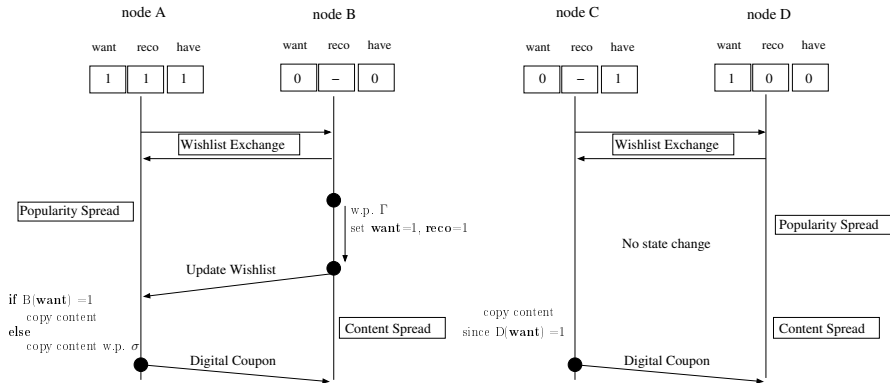 node A
node B
node C
node D
want reco have
want reco have
want reco have
want reco have
1 1 1
0 – 0
0 – 1
1 0 0
Wishlist Exchange
Wishlist Exchange
Popularity Spread
w.p. Γ
set want=1, reco=1
Popularity Spread
No state change
Update Wishlist
if B(want) =1
copy content
else
copy content w.p. σ
Content Spread
copy content
since D(want) =1
Content Spread
Digital Coupon
Digital Coupon